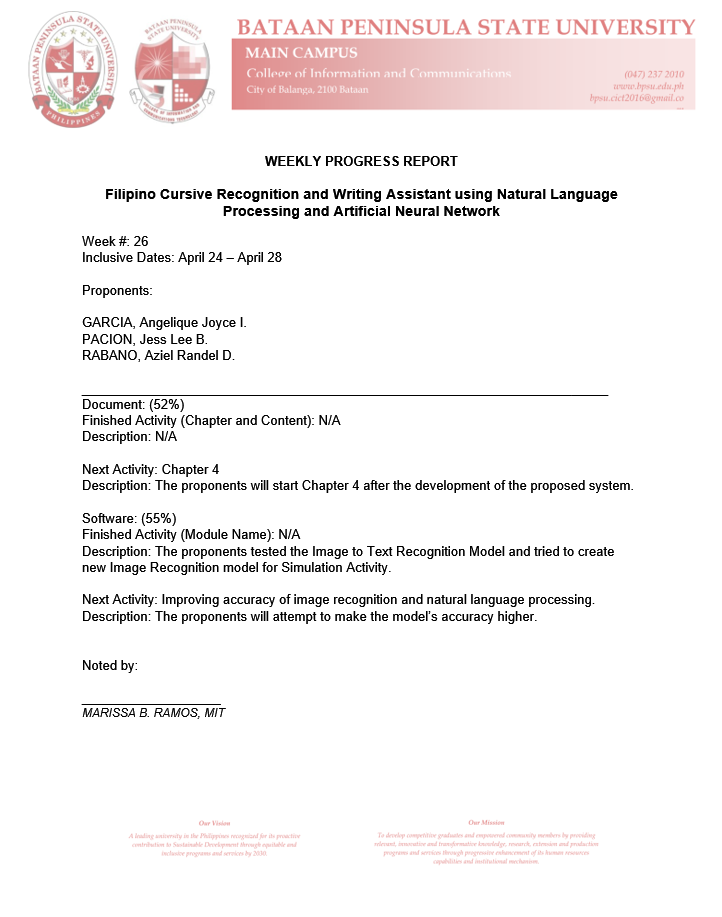 BATAAN PENINSULA STATE UNIVERSITY
MAIN CAMPUS
College of Information and Communications
City of Balanga, 2100 Bataan
(047) 237 2010
www.bpsu.edu.ph
bpsu.cict2016@gmail.co
BATAAN PENINSULA STATE UNIVERSITY
PHILIPPINES
BATAAN PENINSULA
WEEKLY PROGRESS REPORT
Filipino Cursive Recognition and Writing Assistant using Natural Language
Processing and Artificial Neural Network
Week #: 26
Inclusive Dates: April 24 – April 28
Proponents:
GARCIA, Angelique Joyce I.
PACION, Jess Lee B.
RABANO, Aziel Randel D.
Document: (52%)
Finished Activity (Chapter and Content): N/A
Description: N/A
Next Activity: Chapter 4
Description: The proponents will start Chapter 4 after the development of the proposed system.
Software: (55%)
Finished Activity (Module Name): N/A
Description: The proponents tested the Image to Text Recognition Model and tried to create
new Image Recognition model for Simulation Activity.
Next Activity: Improving accuracy of image recognition and natural language processing.
Description: The proponents will attempt to make the model's accuracy higher.
Noted by:
MARISSA B. RAMOS, MIT
Our Vision
A leading university in the Philippines recognized for its proactive
contribution to Sustainable Development through equitable and
inclusive programs and services by 2030.
Our Mission
To develop competitive graduates and empowered community members by providing
relevant, innovative and transformative knowledge, research, extension and production
programs and services through progressive enhancement of its human resources
capabilities and institutional mechanism.